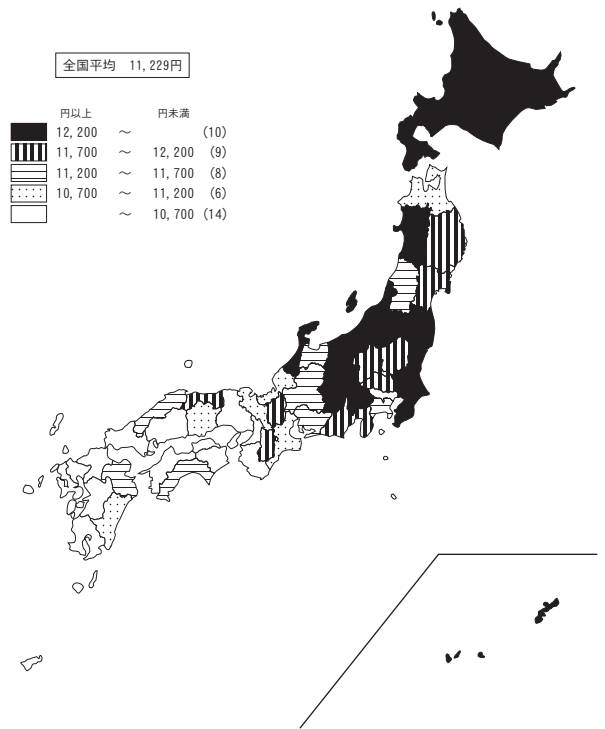 全国平均 11,229円
円以上 円未満
12,200 ～ (10)
11,700 ～ 12,200 (9)
11,200 ～ 11,700 (8)
10,700 ～ 11,200 (6)
～ 10,700 (14)